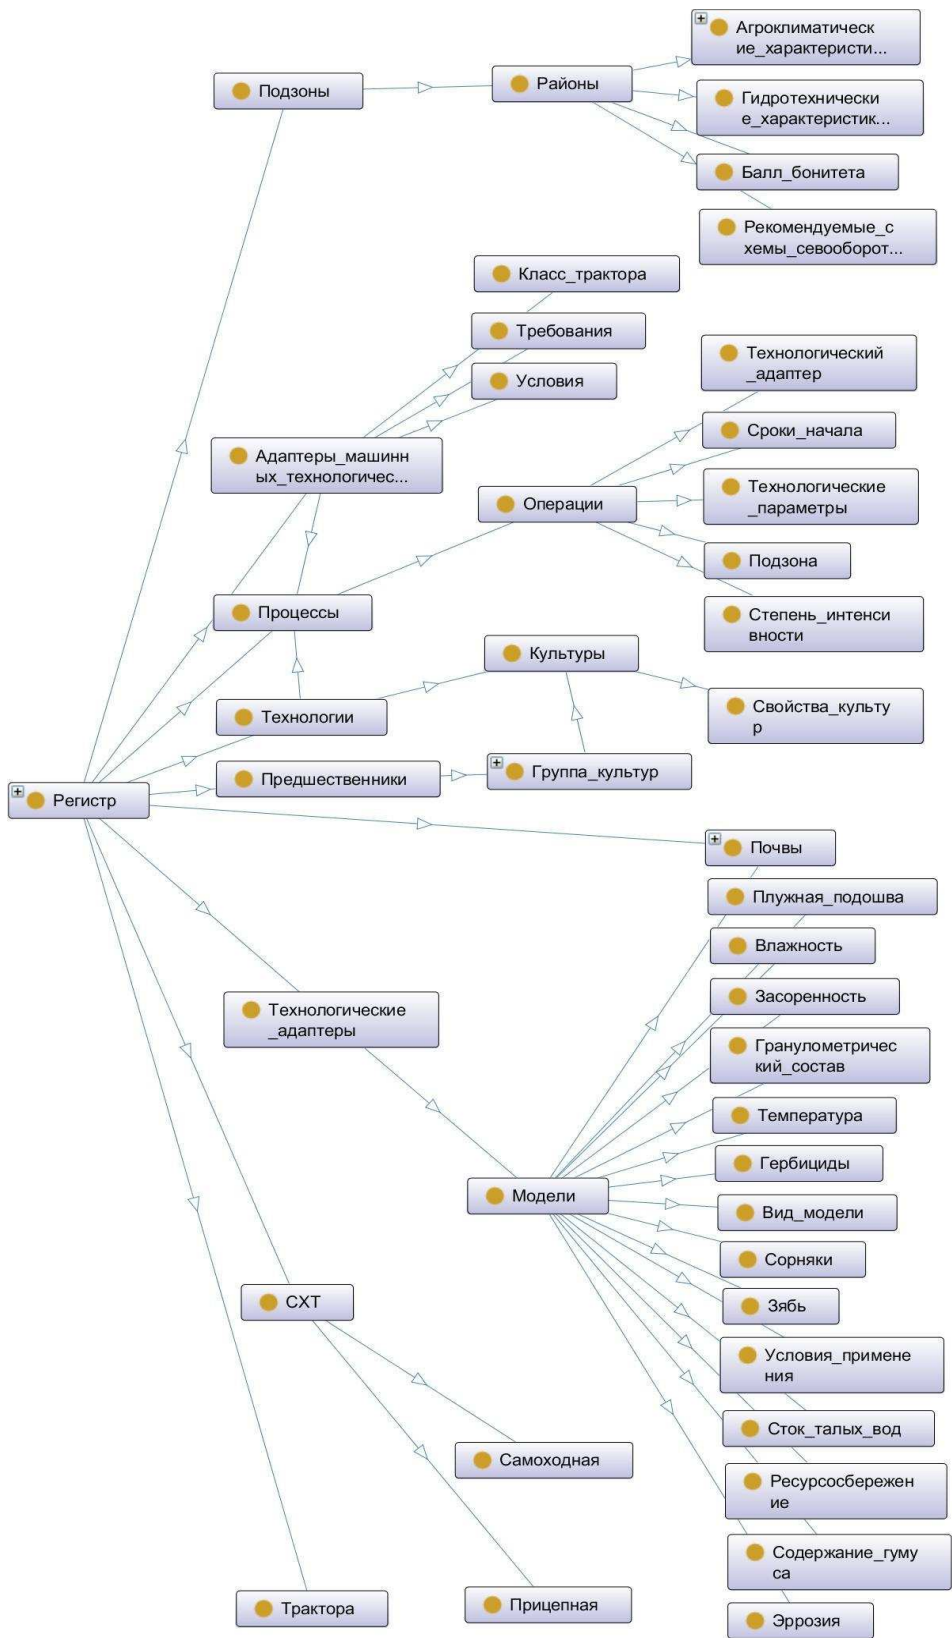 Агроклиматическ
ие_характеристи...
Подзоны
Районы
Гидротехнически
е_характеристик...
Балл_бонитета
Рекомендуемые_с
хемы_севооборот...
Класс_трактора
Требования
Условия
Технологический
_адаптер
Сроки_начала
Адаптеры_машинн
ых_технологичес...
Операции
Технологические
_параметры
Подзона
Процессы
Степень_интенси
вности
Культуры
Технологии
Свойства_культу
р
Предшественники
Группа_культур
Регистр
Почвы
Плужная_подошва
Влажность
Засоренность
Технологические
_адаптеры
Гранулометричес
кий_состав
Температура
Гербициды
Модели
Вид_модели
Сорняки
СХТ
Зябь
Условия_примене
ния
Сток_талых_вод
Самоходная
Ресурсосбережен
ие
Содержание_гуму
са
Трактора
Прицепная
Эррозия